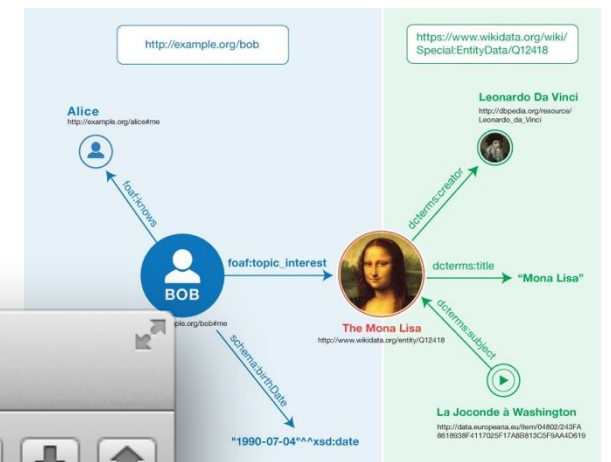 http://example.org/bob
https://www.wikidata.org/wiki/
Special:EntityData/Q12418
Alice
http://example.org/alice#me
Leonardo Da Vinci
http://dbpedia.org/resource/
Leonardo_da_Vinci
foaf:knows
dcterms:creator
foaf:topic_interest
dcterms:title
"Mona Lisa"
BOB
ple.org/bob#me
The Mona Lisa
http://www.wikidata.org/entity/Q12418
dcterms:subject
schema:birthDate
La Joconde à Washington
http://data.europeana.eu/item/04802/243FA
8618938F4117025F17A8B813C5F9AA4D619
"1990-07-04"^^xsd:date